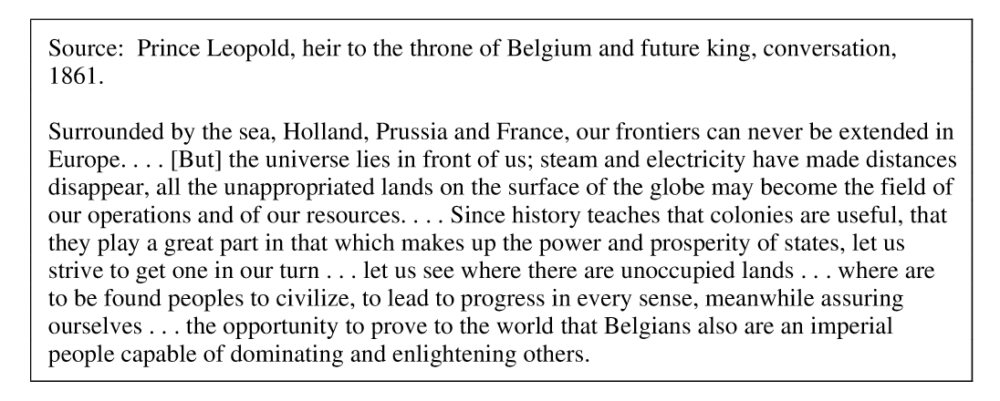 Source:  Prince Leopold, heir to the throne of Belgium and future king, conversation,
1861.
Surrounded by the sea, Holland, Prussia and France, our frontiers can never be extended in
Europe. . . . [But] the universe lies in front of us; steam and electricity have made distances
disappear, all the unappropriated lands on the surface of the globe may become the field of
our operations and of our resources. . . . Since history teaches that colonies are useful, that
they play a great part in that which makes up the power and prosperity of states, let us
strive to get one in our turn . . . let us see where there are unoccupied lands . . . where are
to be found peoples to civilize, to lead to progress in every sense, meanwhile assuring
ourselves . . . the opportunity to prove to the world that Belgians also are an imperial
people capable of dominating and enlightening others.